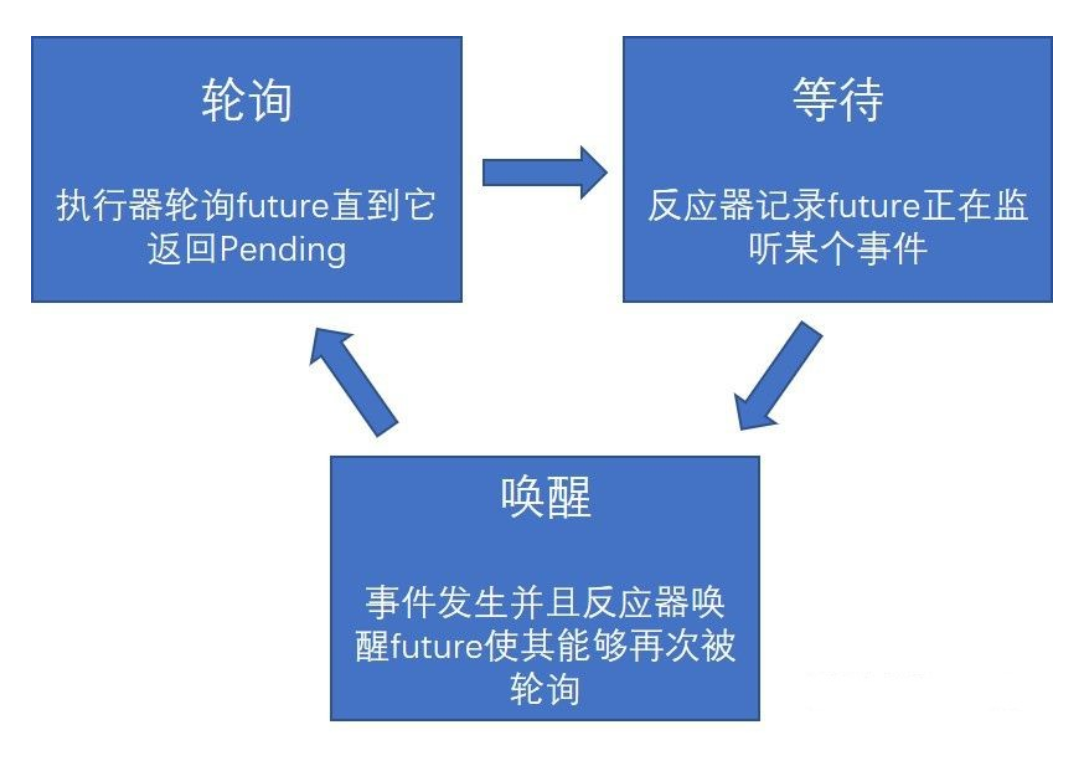 轮询
执行器轮询future直到它
返回Pending
等待
反应器记录future正在监
听某个事件
唤醒
事件发生并且反应器唤
醒future使其能够再次被
轮询